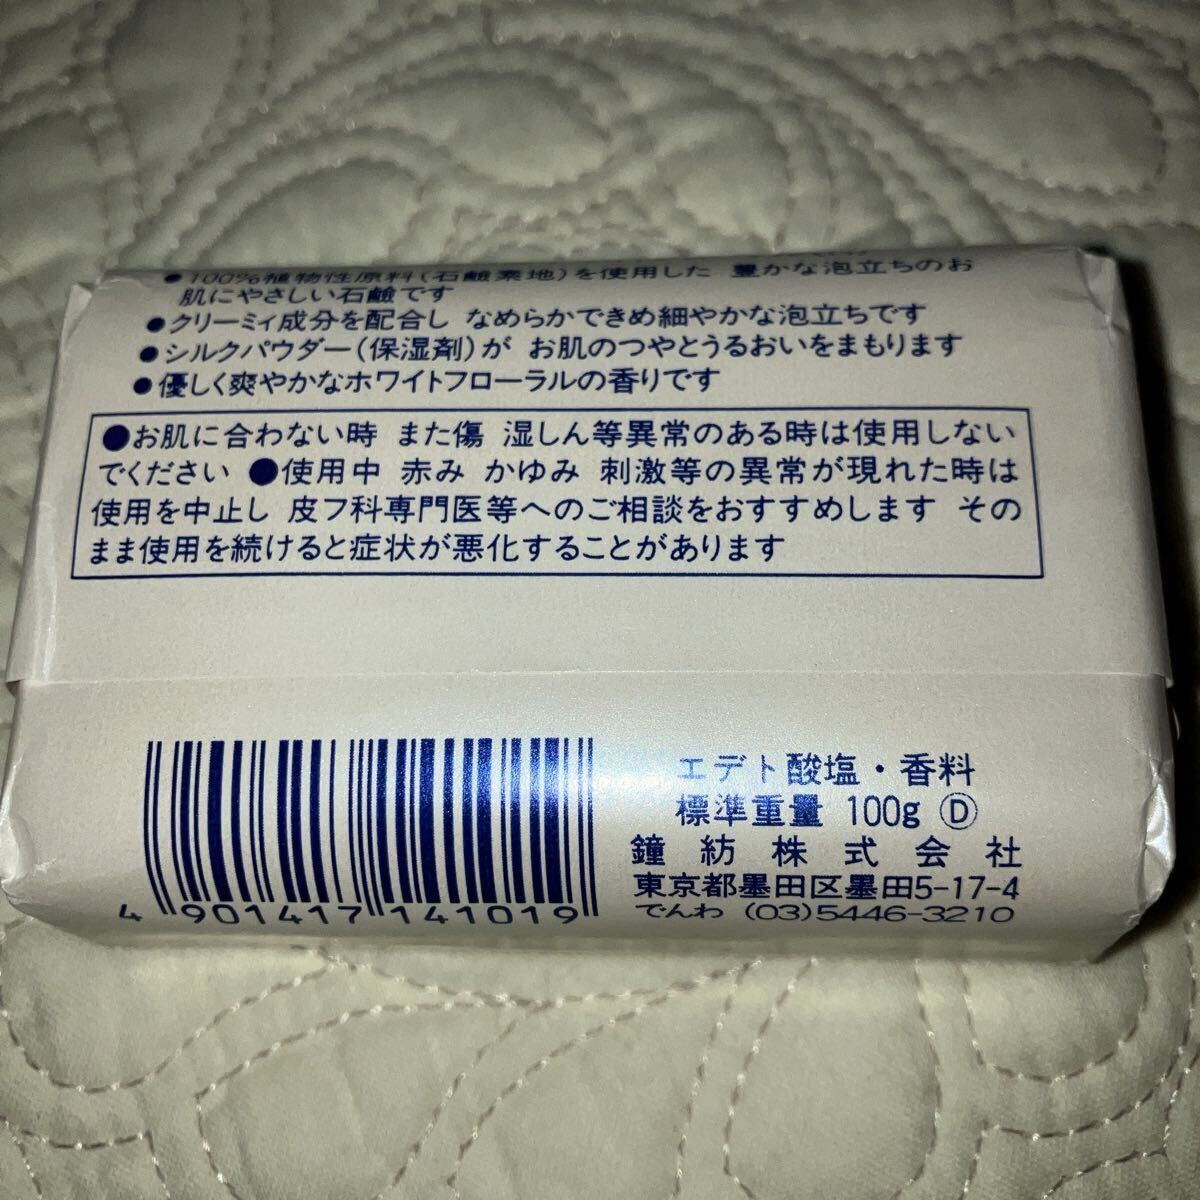 ●100%植物性原料(石鹸素地)を使用した 豊かな泡立ちのお
肌にやさしい石鹸です
●クリーミィ成分を配合し なめらかできめ細やかな泡立ちです
●シルクパウダー(保湿剤)が お肌のつやとうるおいをまもります
●優しく爽やかなホワイトフローラルの香りです
●お肌に合わない時 また傷 湿しん等異常のある時は使用しない
でください ●使用中 赤み かゆみ 刺激等の異常が現れた時は
使用を中止し 皮フ科専門医等へのご相談をおすすめします その
まま使用を続けると症状が悪化することがあります
エデト酸塩・香料
標準重量 100g Ⓓ
鐘紡株式会社
東京都墨田区墨田5-17-4
でんわ (03)5446-3210
4 901417 141019